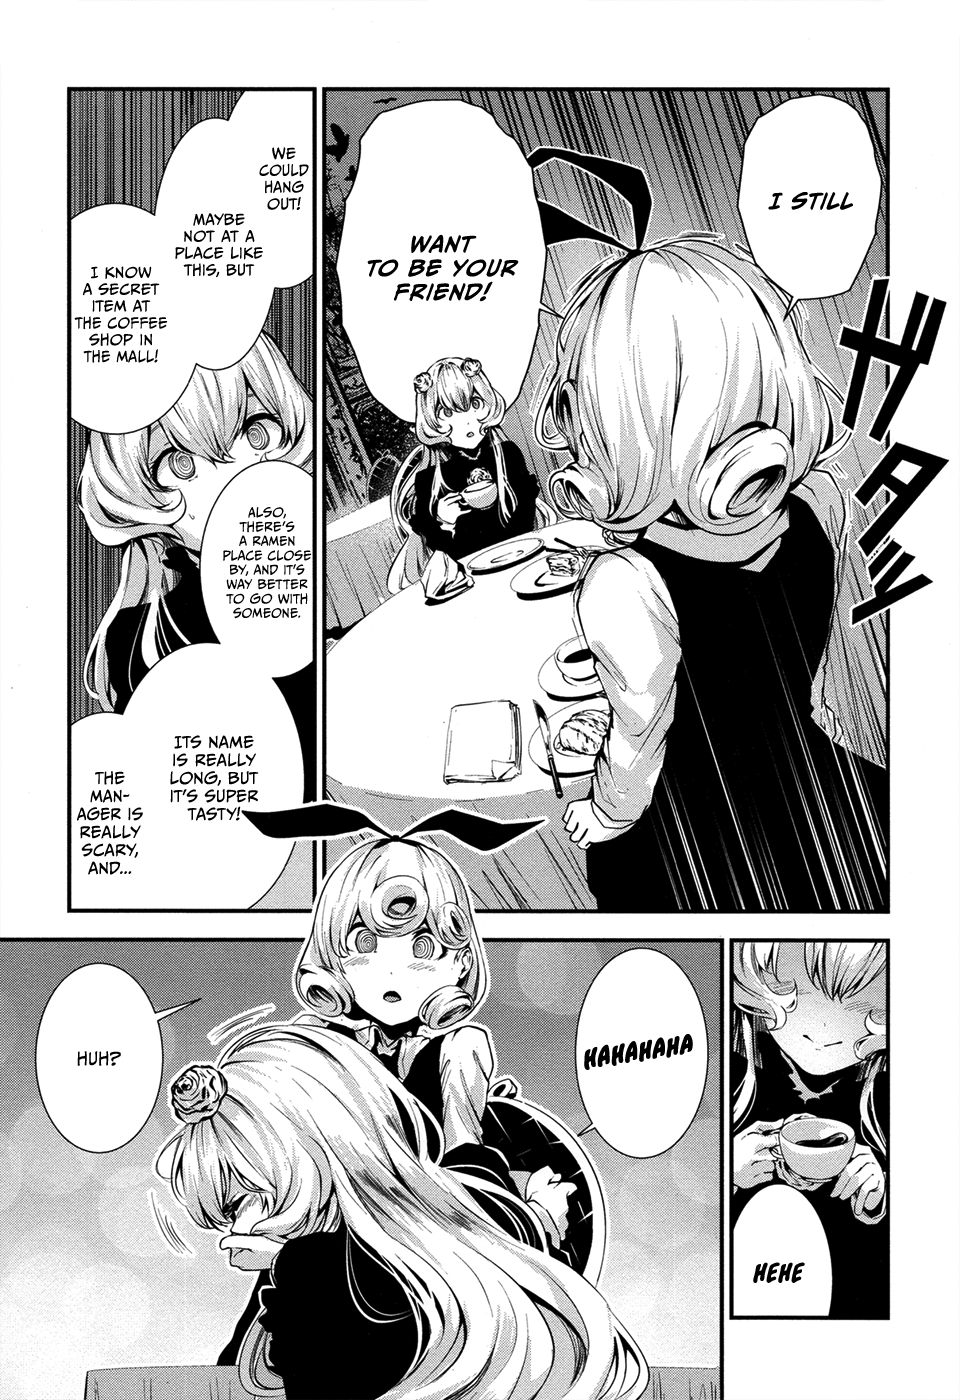 I STILL
WANT
TO BE YOUR
FRIEND!
ガタッ
WE
COULD
HANG
OUT!
MAYBE
NOT AT A
PLACE LIKE
THIS, BUT
I KNOW
A SECRET
ITEM AT
THE COFFEE
SHOP IN
THE MALL!
ALSO,
THERE'S
A RAMEN
PLACE CLOSE
BY, AND IT'S
WAY BETTER
TO GO WITH
SOMEONE.
ITS NAME
IS REALLY
LONG, BUT
IT'S SUPER
TASTY!
THE
MAN-
AGER IS
REALLY
SCARY,
AND...
HEHE
HAHAHAHA
HUH?